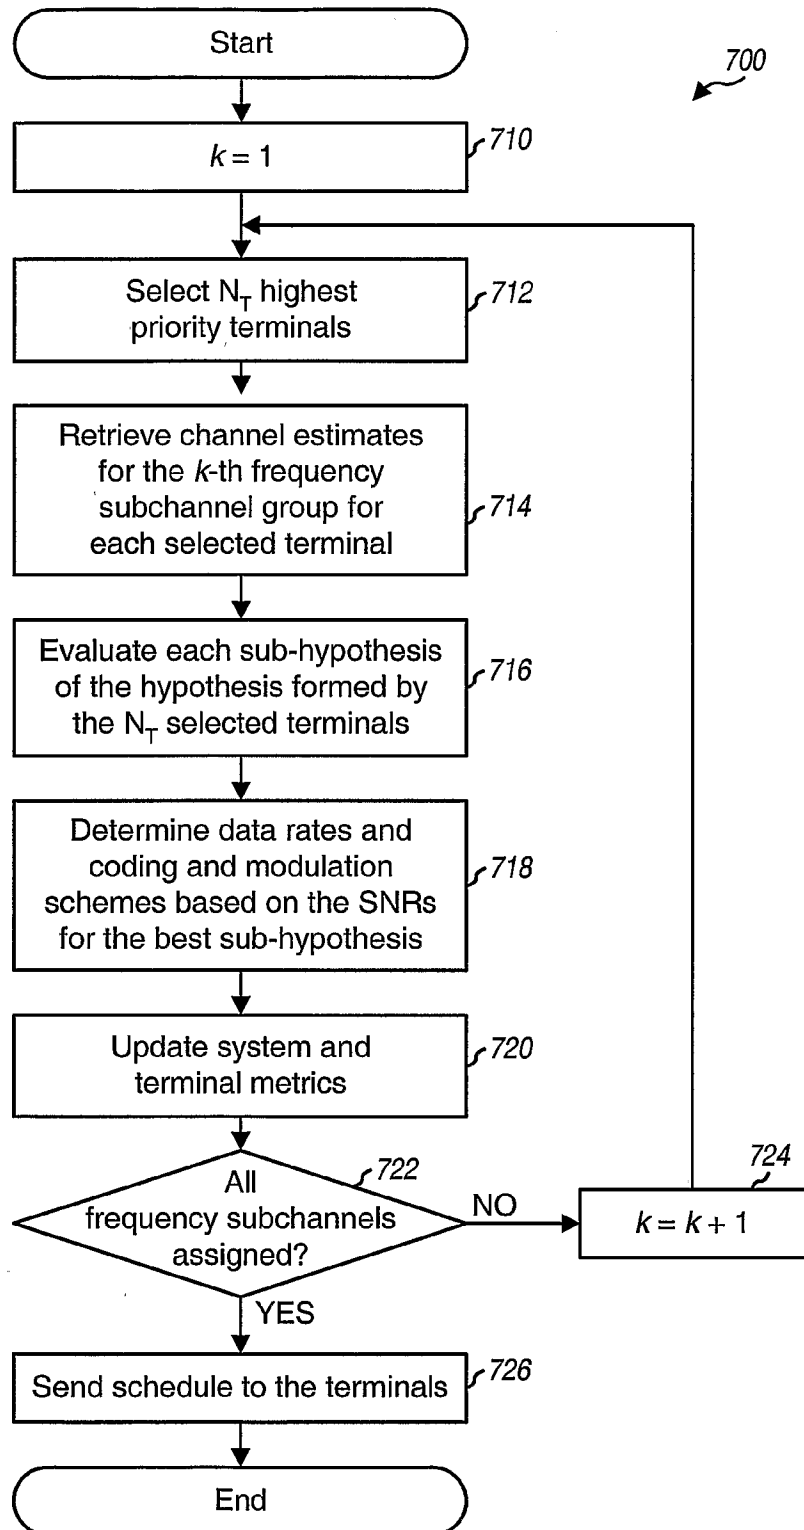 Start
700
k = 1
710
Select N_T highest
priority terminals
712
Retrieve channel estimates
for the k-th frequency
subchannel group for
each selected terminal
714
Evaluate each sub-hypothesis
of the hypothesis formed by
the N_T selected terminals
716
Determine data rates and
coding and modulation
schemes based on the SNRs
for the best sub-hypothesis
718
Update system and
terminal metrics
720
All
frequency subchannels
assigned?
722
NO
k = k + 1
724
YES
Send schedule to the terminals
726
End